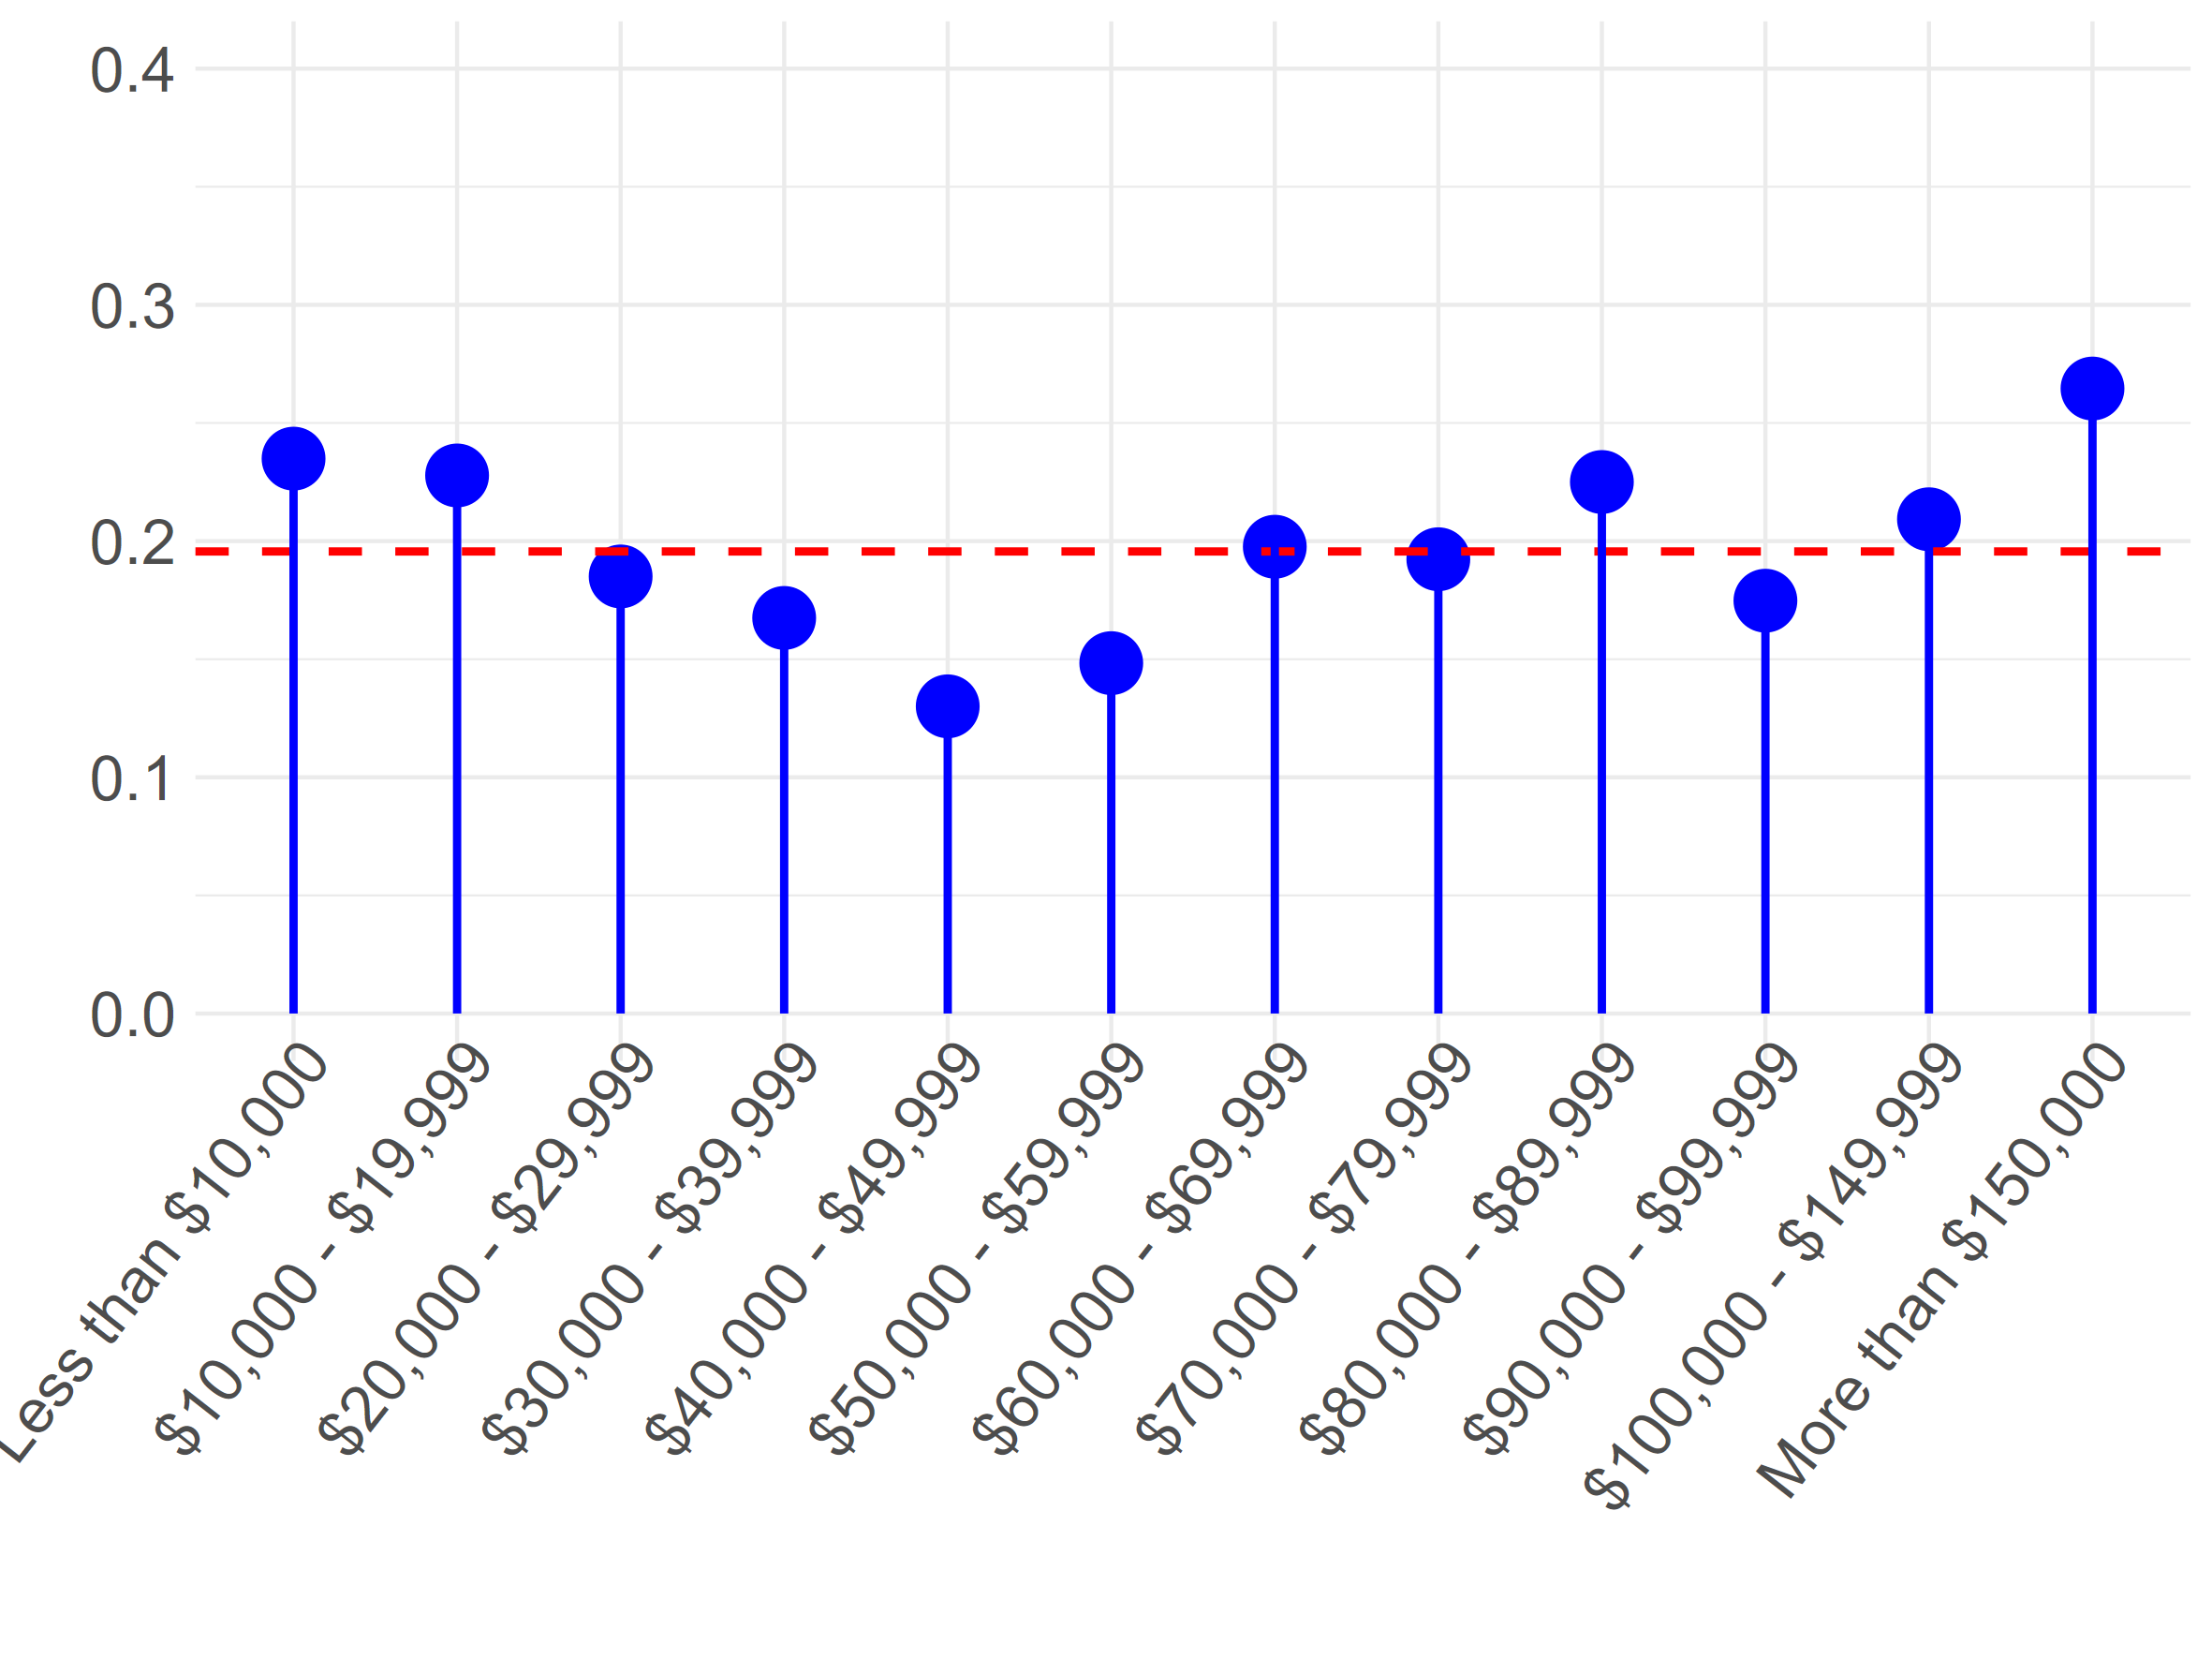 0.4
0.3
0.2
0.1
0.0
Less than $10,000
$10,000 - $19,999
$20,000 - $29,999
$30,000 - $39,999
$40,000 - $49,999
$50,000 - $59,999
$60,000 - $69,999
$70,000 - $79,999
$80,000 - $89,999
$90,000 - $99,999
$100,000 - $149,999
More than $150,000